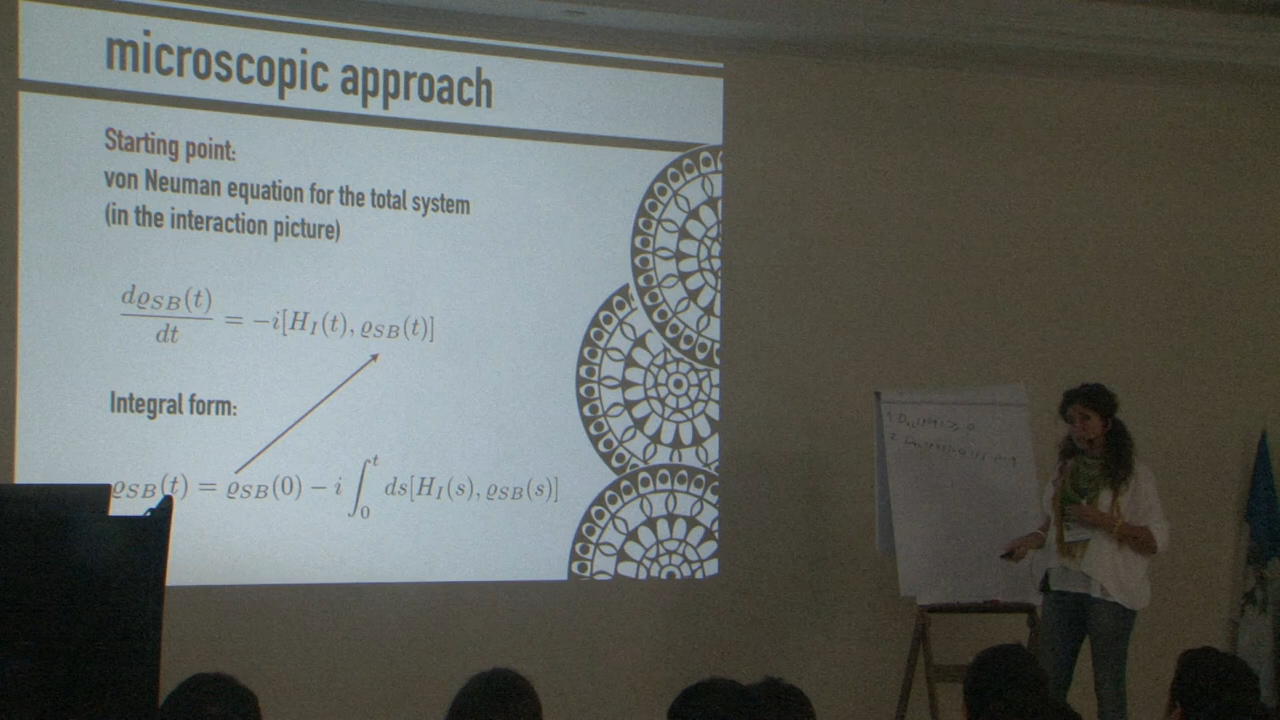 microscopic approach
Starting point:
von Neuman equation for the total system
(in the interaction picture)
dϱSB(t)/dt = −i[HI(t), ϱSB(t)]
Integral form:
ϱSB(t) = ϱSB(0) − i ∫₀ᵗ ds[HI(s), ϱSB(s)]